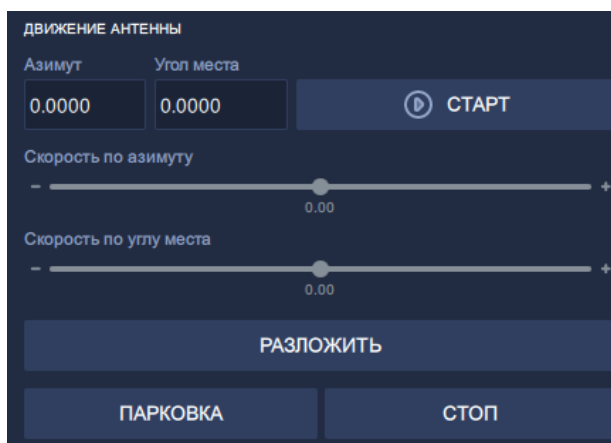 ДВИЖЕНИЕ АНТЕННЫ
Азимут Угол места
0.0000 0.0000 СТАРТ
Скорость по азимуту
− +
0.00
Скорость по углу места
− +
0.00
РАЗЛОЖИТЬ
ПАРКОВКА СТОП